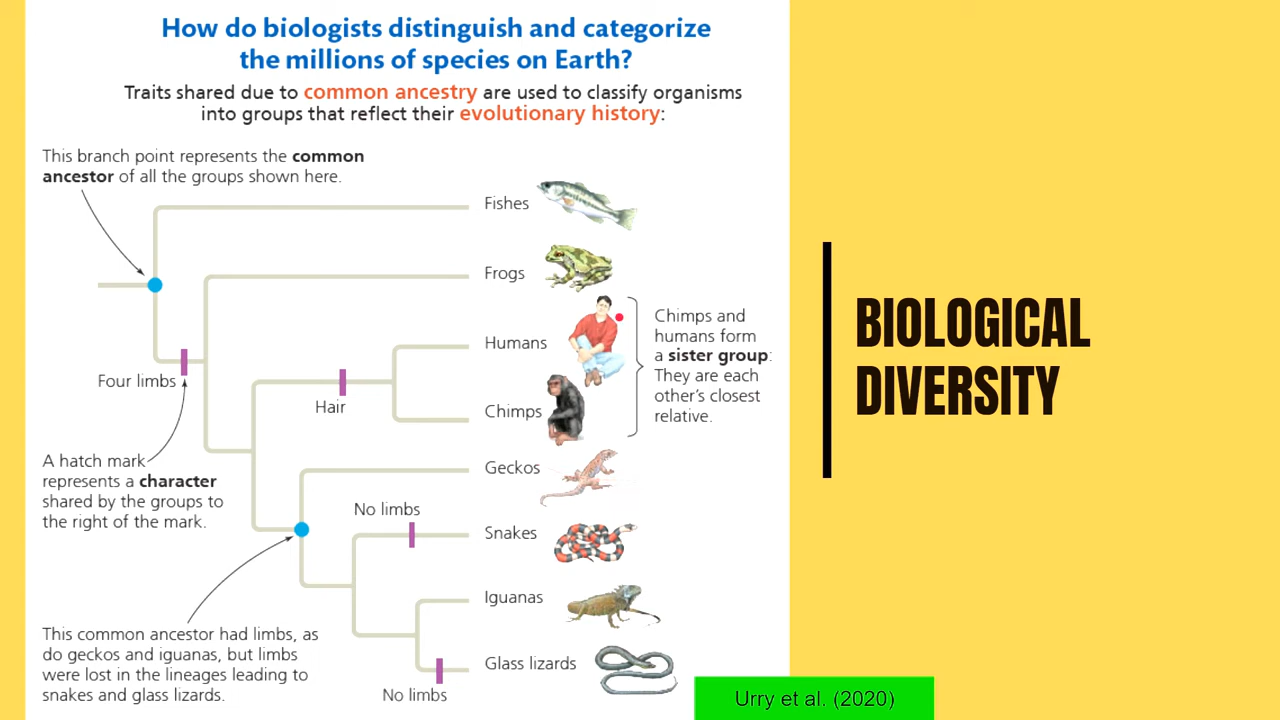 How do biologists distinguish and categorize
the millions of species on Earth?
Traits shared due to common ancestry are used to classify organisms
into groups that reflect their evolutionary history:
This branch point represents the common
ancestor of all the groups shown here.
Fishes
Frogs
Humans
Chimps
Chimps and
humans form
a sister group:
They are each
other's closest
relative.
Four limbs
Hair
A hatch mark
represents a character
shared by the groups to
the right of the mark.
Geckos
No limbs
Snakes
Iguanas
Glass lizards
No limbs
This common ancestor had limbs, as
do geckos and iguanas, but limbs
were lost in the lineages leading to
snakes and glass lizards.
BIOLOGICAL
DIVERSITY
Urry et al. (2020)